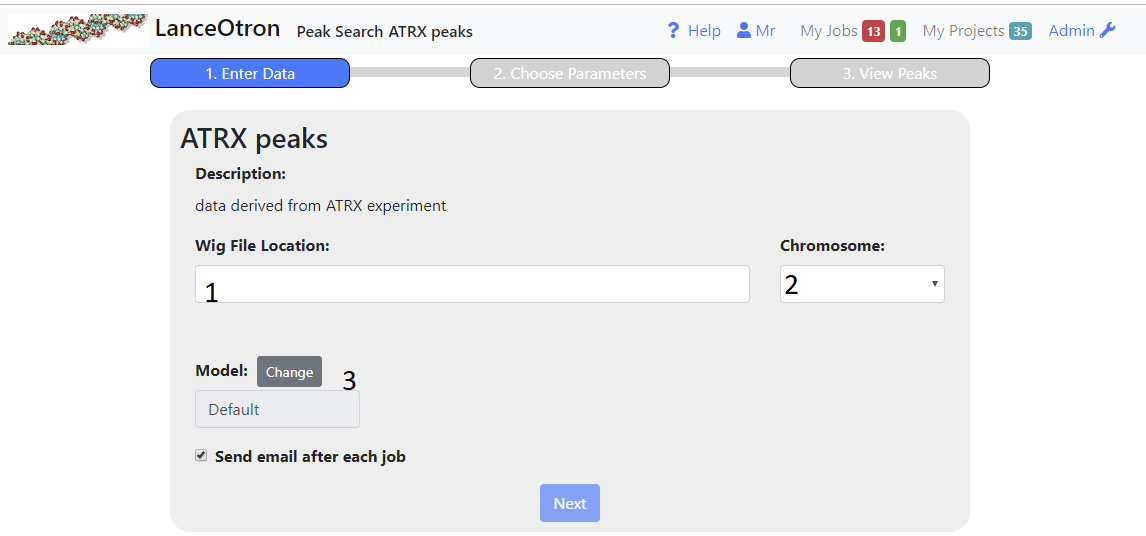 LanceOtron Peak Search ATRX peaks ? Help Mr My Jobs 13 1 My Projects 35 Admin
1. Enter Data 2. Choose Parameters 3. View Peaks
ATRX peaks
Description:
data derived from ATRX experiment
Wig File Location: Chromosome:
1 2
Model: Change 3
Default
Send email after each job
Next